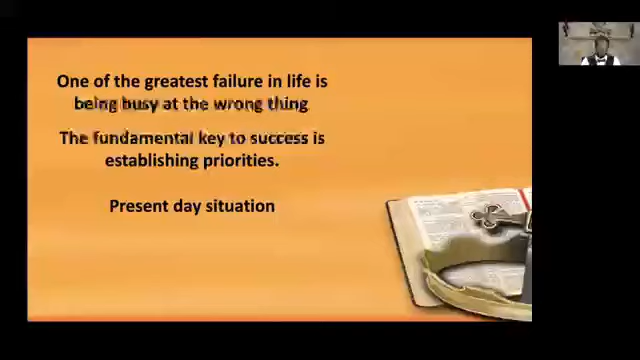 One of the greatest failure in life is
being busy at the wrong thing
The fundamental key to success is
establishing priorities.
Present day situation